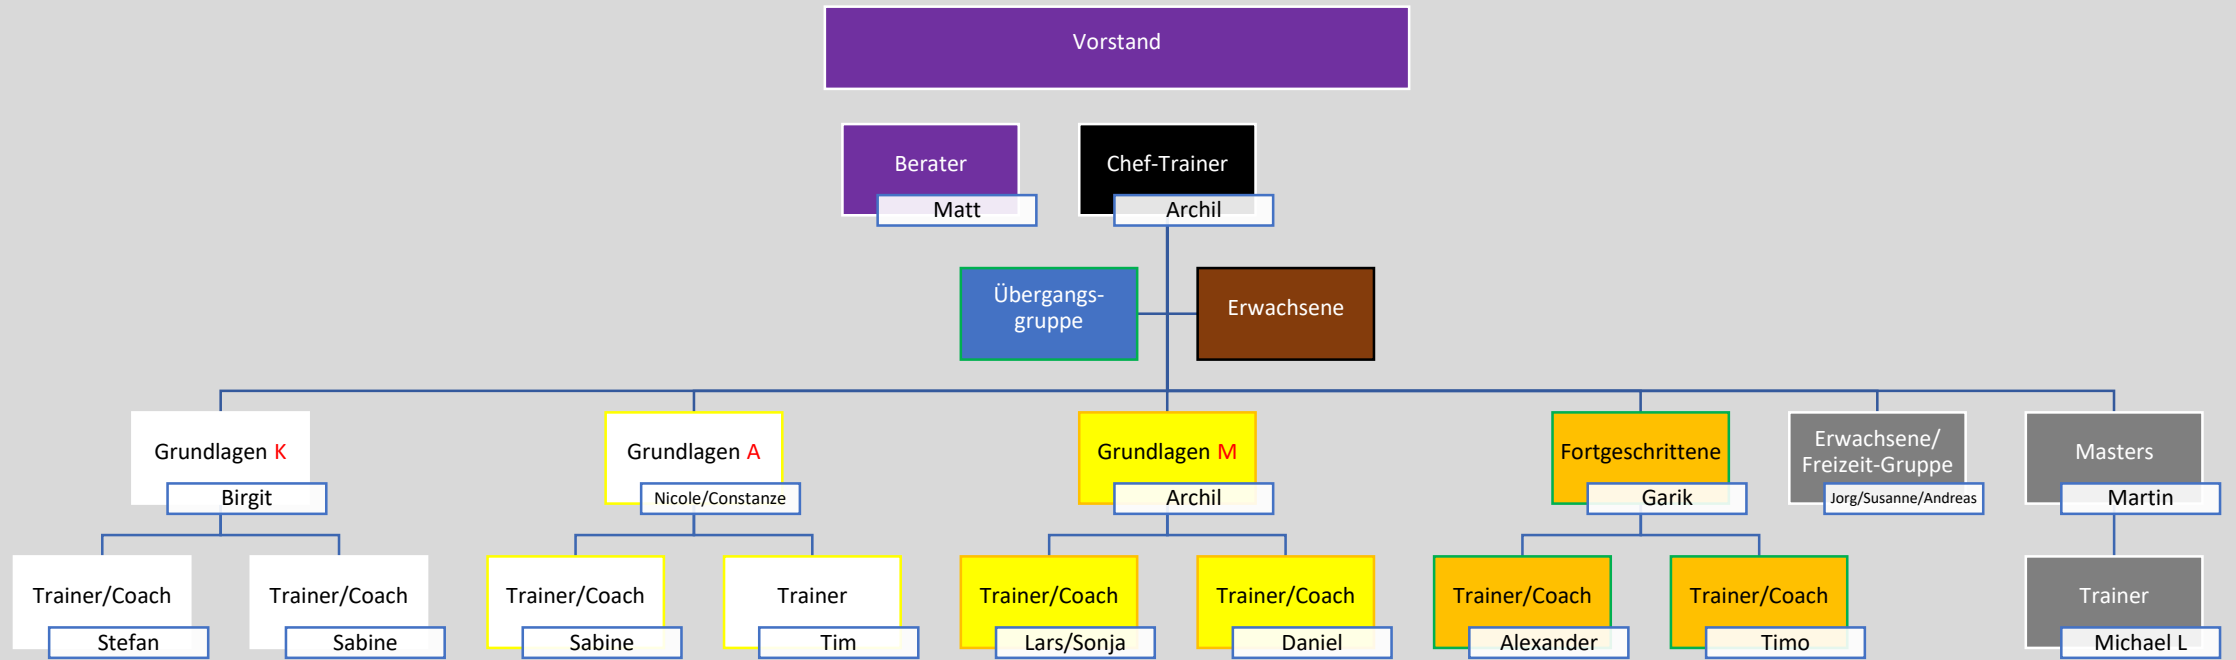 Vorstand
Berater
Matt
Chef-Trainer
Archil
Übergangs-
gruppe
Erwachsene
Grundlagen K
Birgit
Grundlagen A
Nicole/Constanze
Grundlagen M
Archil
Fortgeschrittene
Garik
Erwachsene/
Freizeit-Gruppe
Jorg/Susanne/Andreas
Masters
Martin
Trainer/Coach
Stefan
Trainer/Coach
Sabine
Trainer/Coach
Sabine
Trainer
Tim
Trainer/Coach
Lars/Sonja
Trainer/Coach
Daniel
Trainer/Coach
Alexander
Trainer/Coach
Timo
Trainer
Michael L